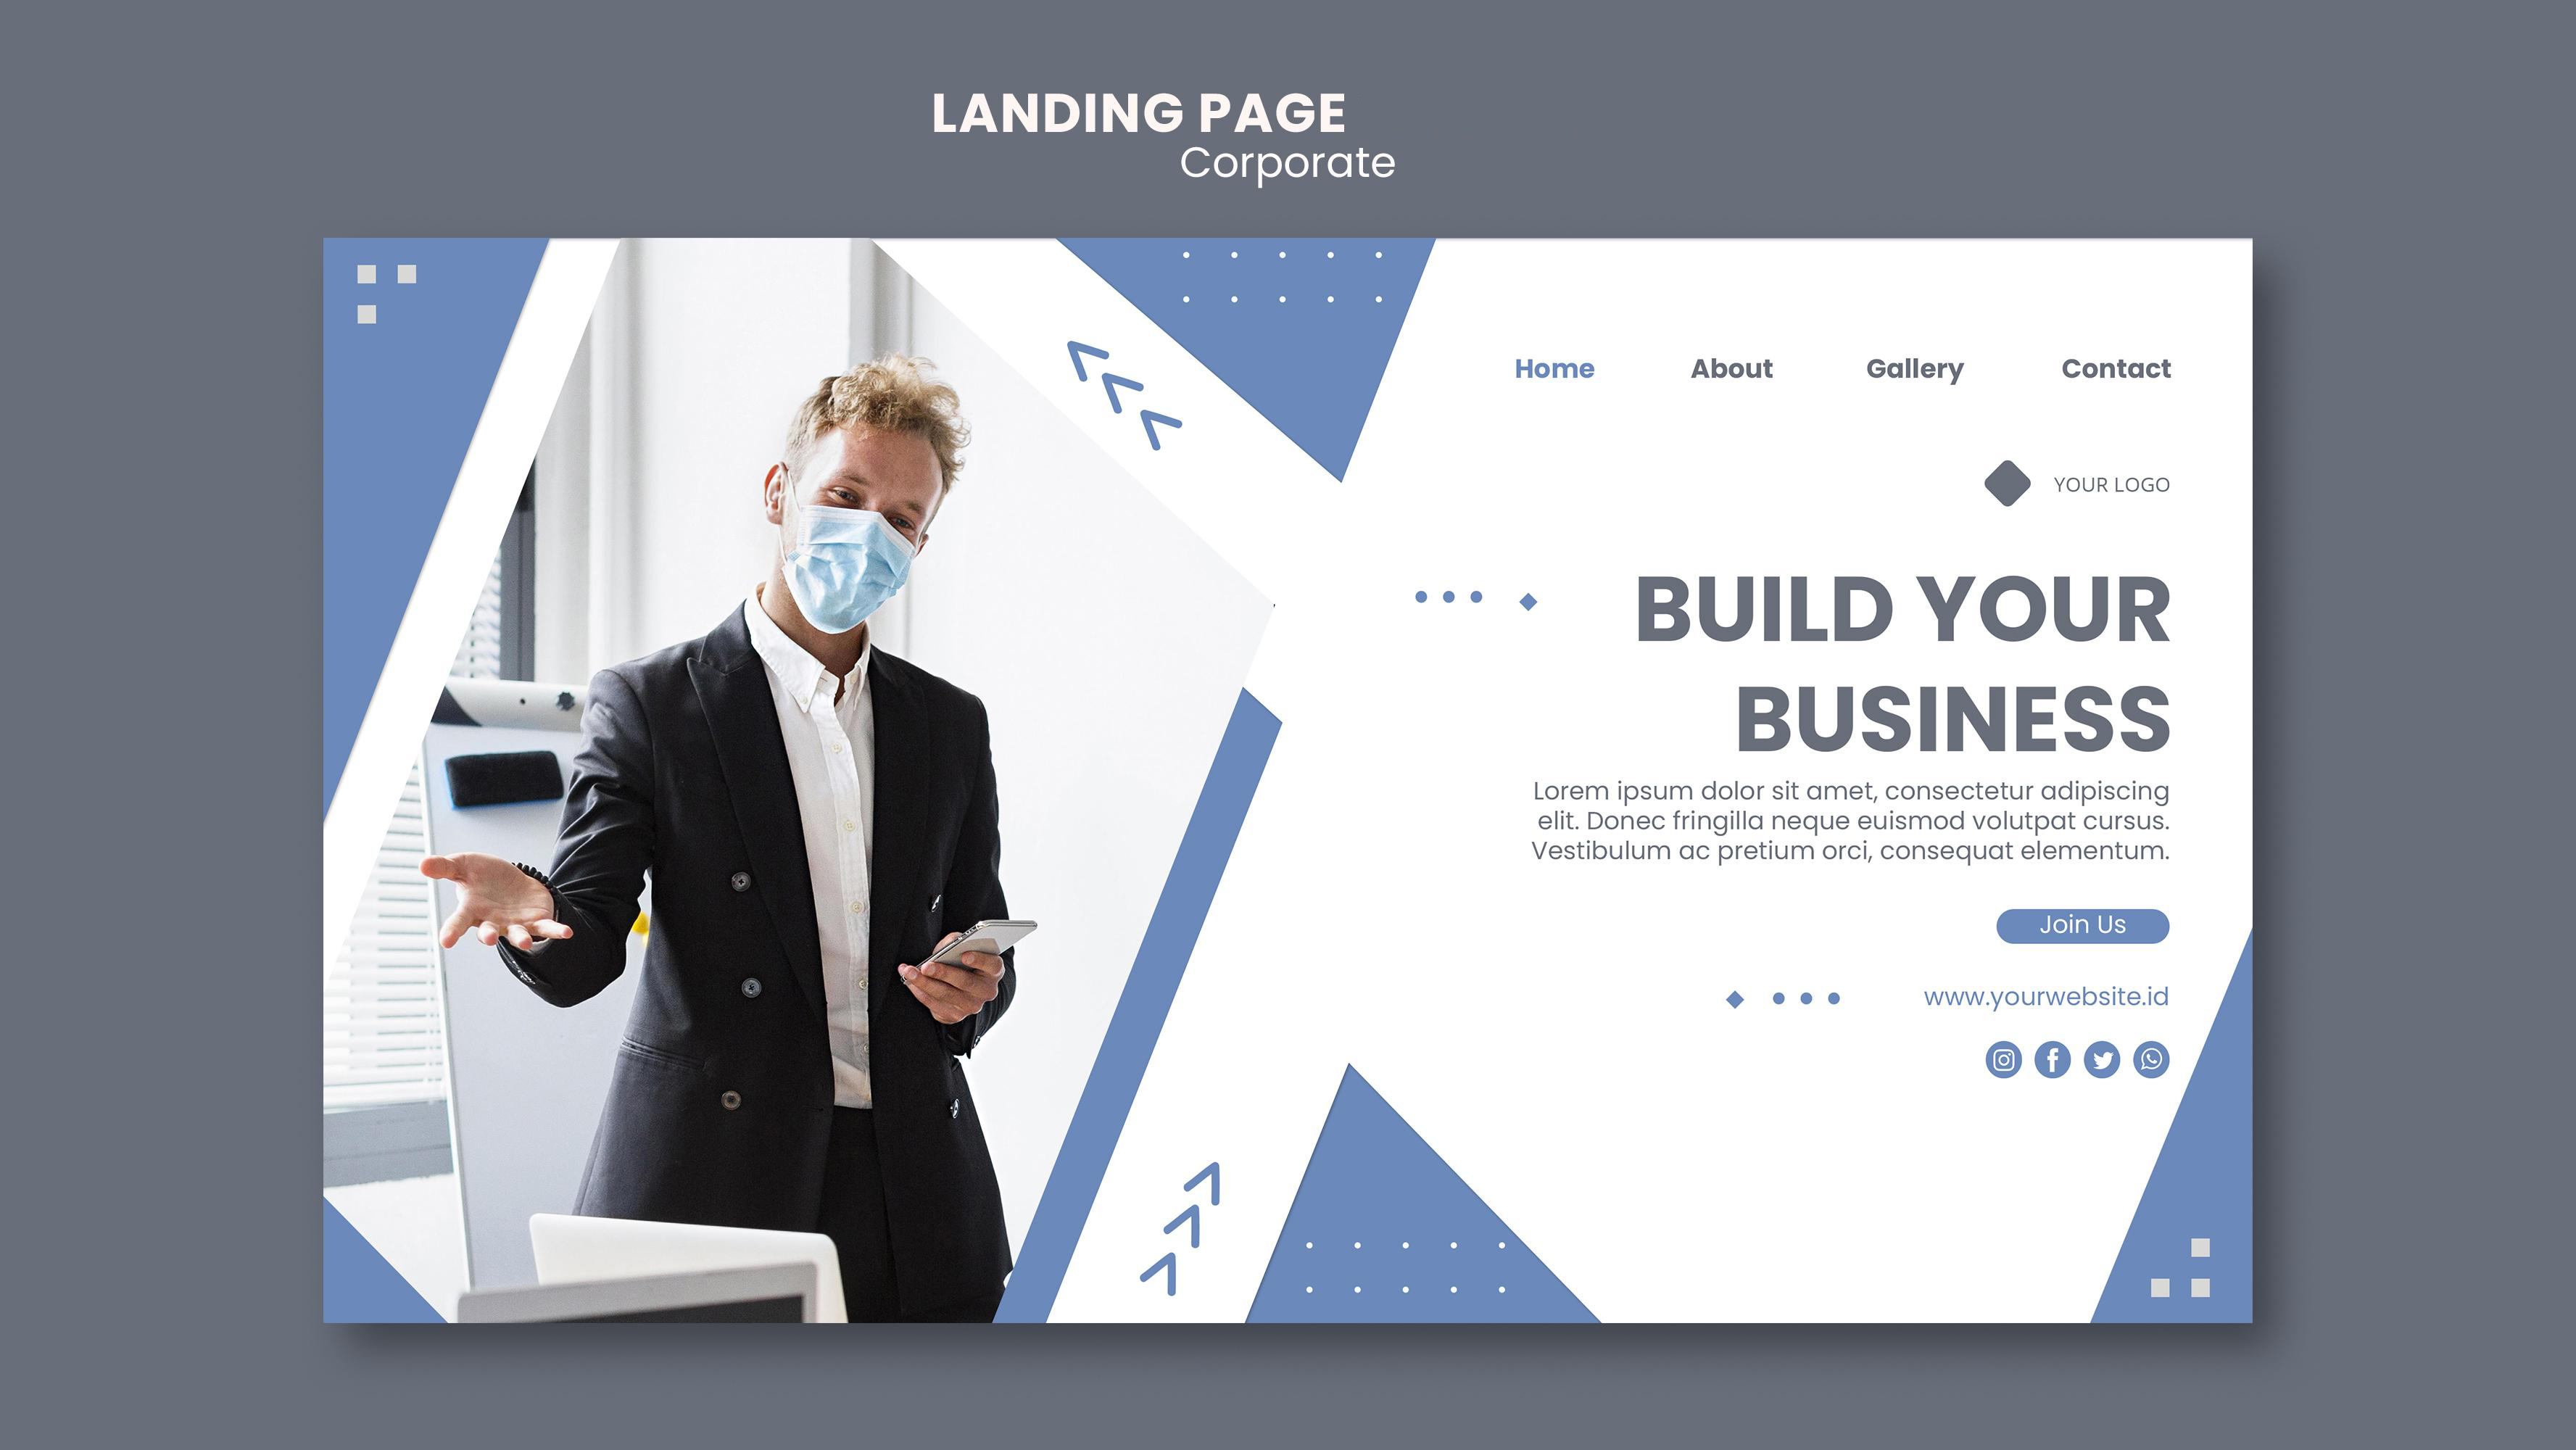 LANDING PAGE
Corporate
Home About Gallery Contact
YOUR LOGO
BUILD YOUR
BUSINESS
Lorem ipsum dolor sit amet, consectetur adipiscing
elit. Donec fringilla neque euismod volutpat cursus.
Vestibulum ac pretium orci, consequat elementum.
Join Us
www.yourwebsite.id